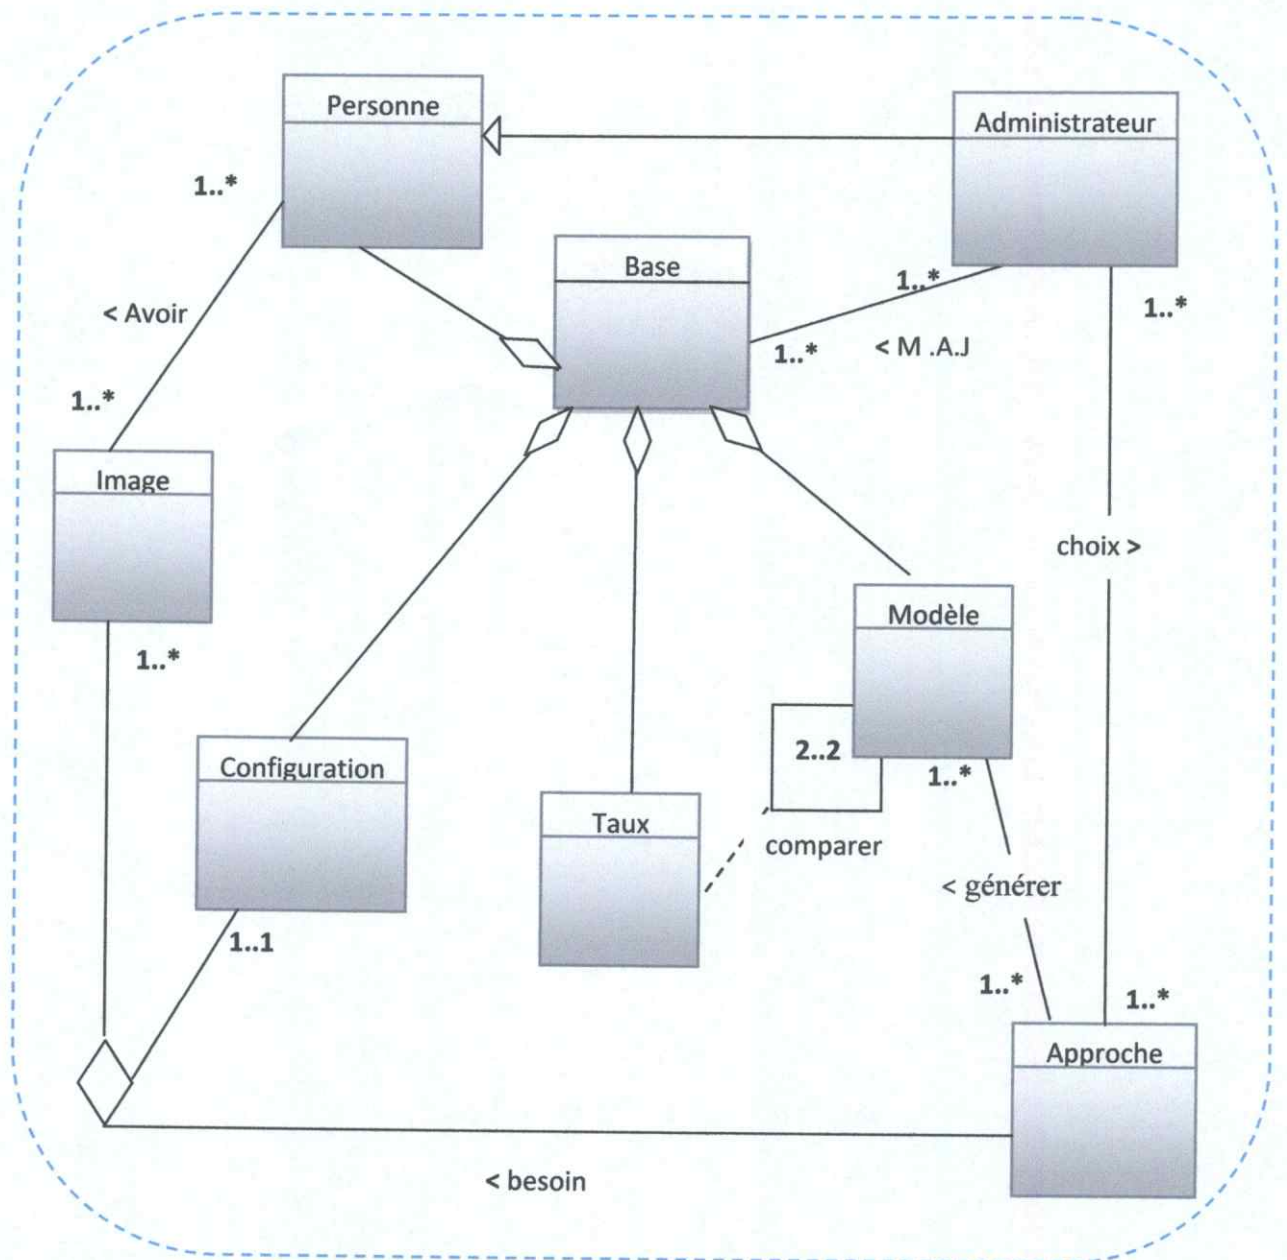 Personne
Administrateur
1..*
Base
1..*
1..*
< Avoir
1..*
< M .A.J
1..*
Image
choix >
Modèle
1..*
2..2
Configuration
1..*
Taux
comparer
< générer
1..1
1..*
1..*
Approche
< besoin